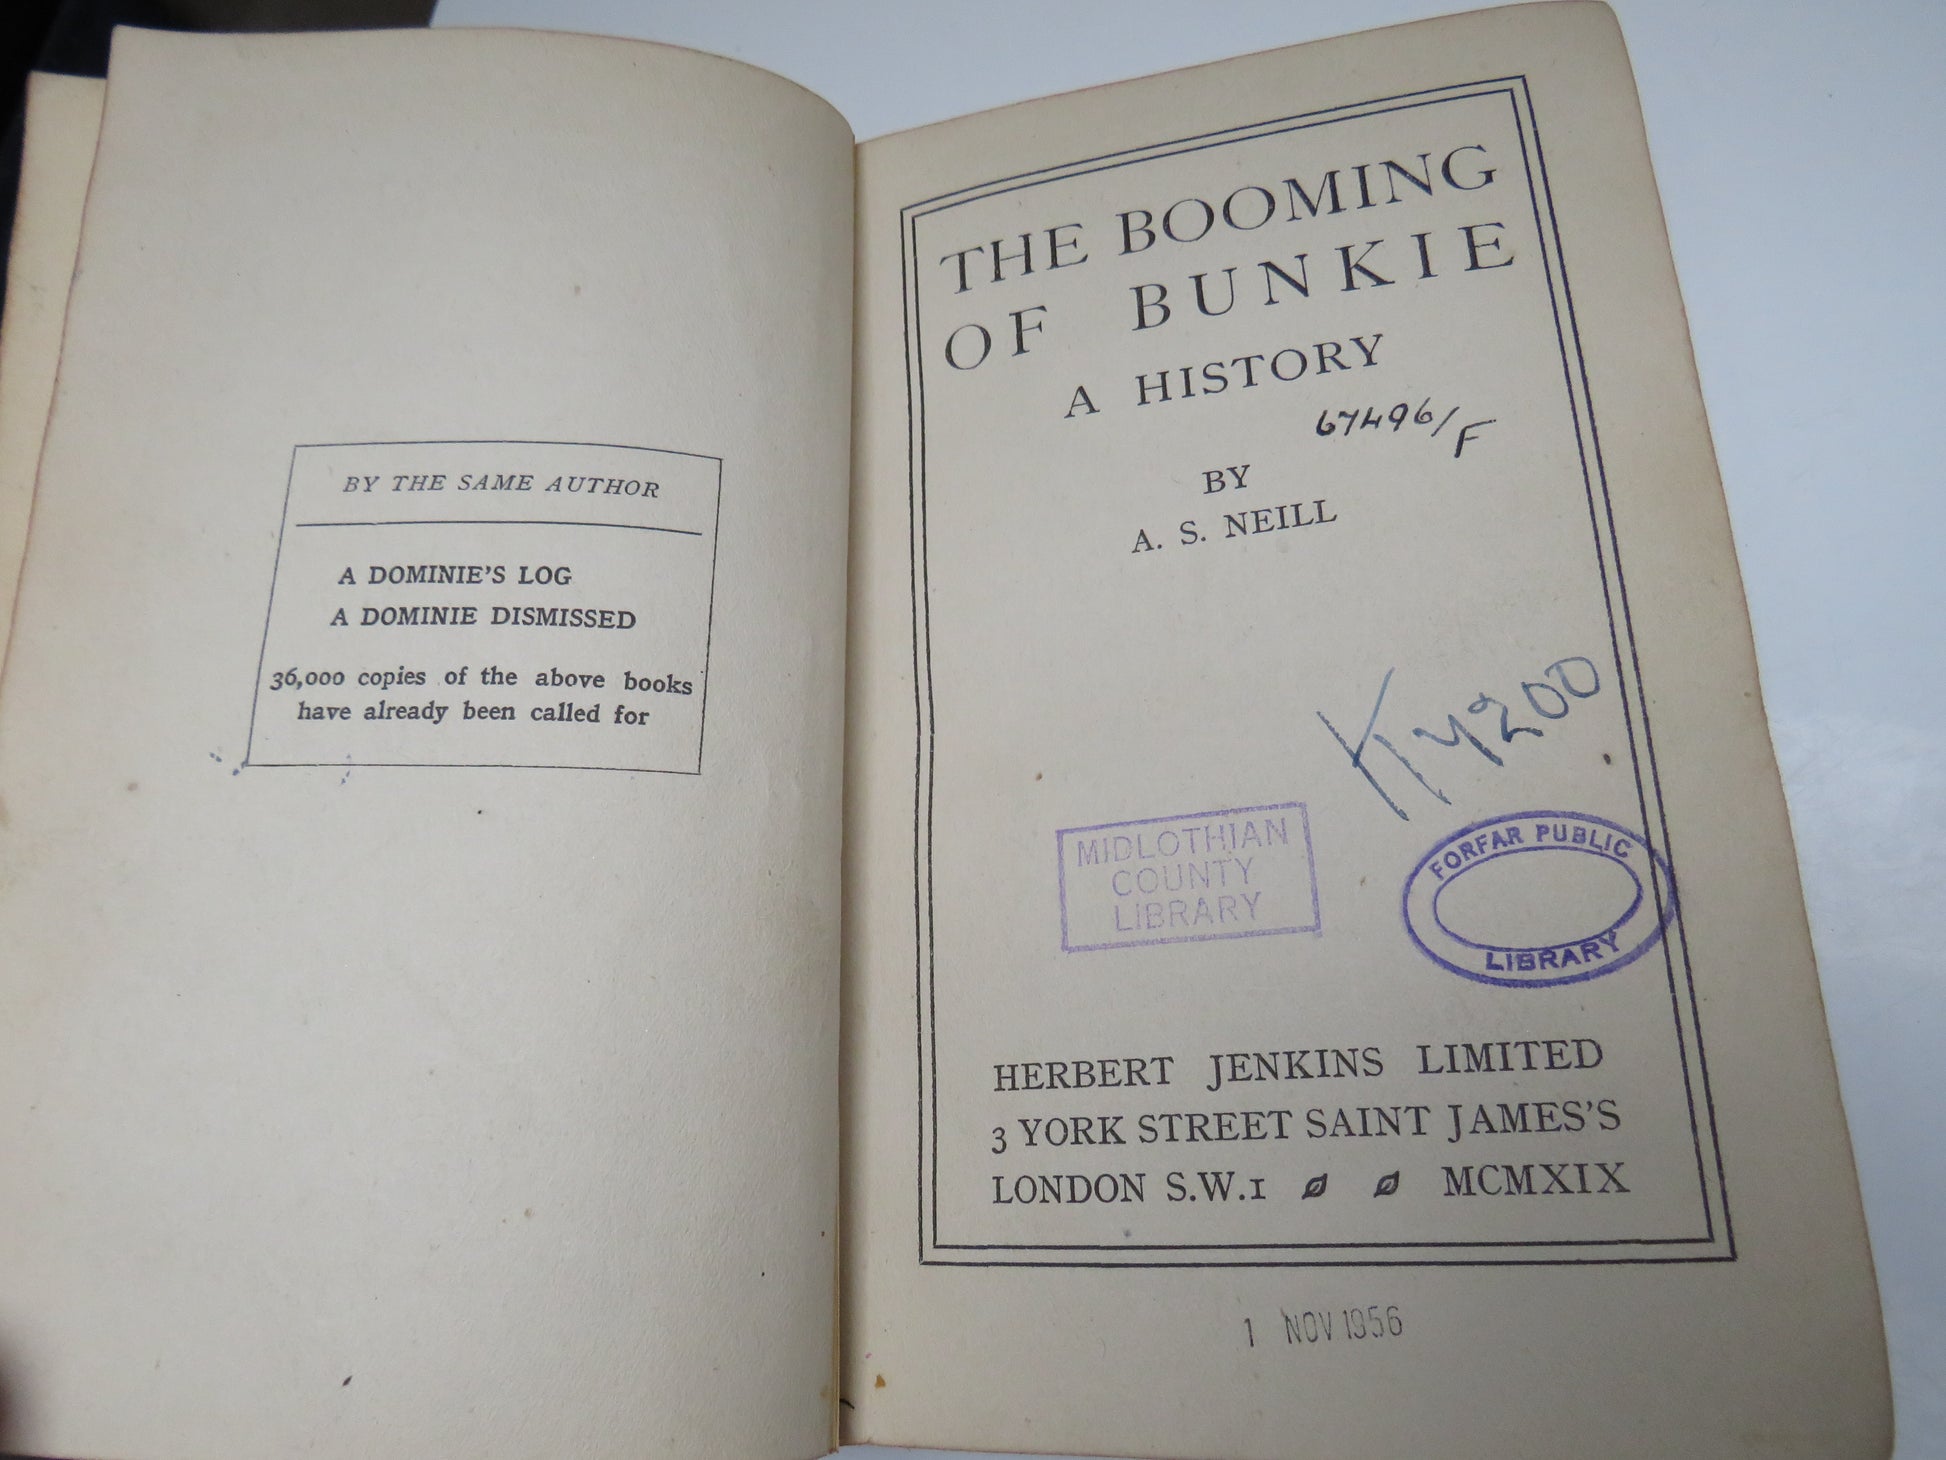 BY THE SAME AUTHOR
A DOMINIE'S LOG
A DOMINIE DISMISSED
36,000 copies of the above books
have already been called for
THE BOOMING
OF BUNKIE
A HISTORY
67496/F
BY
A. S. NEILL
MIDLOTHIAN
COUNTY
LIBRARY
FORFAR PUBLIC
LIBRARY
HERBERT JENKINS LIMITED
3 YORK STREET SAINT JAMES'S
LONDON S.W.1 MCMXIX
1 NOV 1956